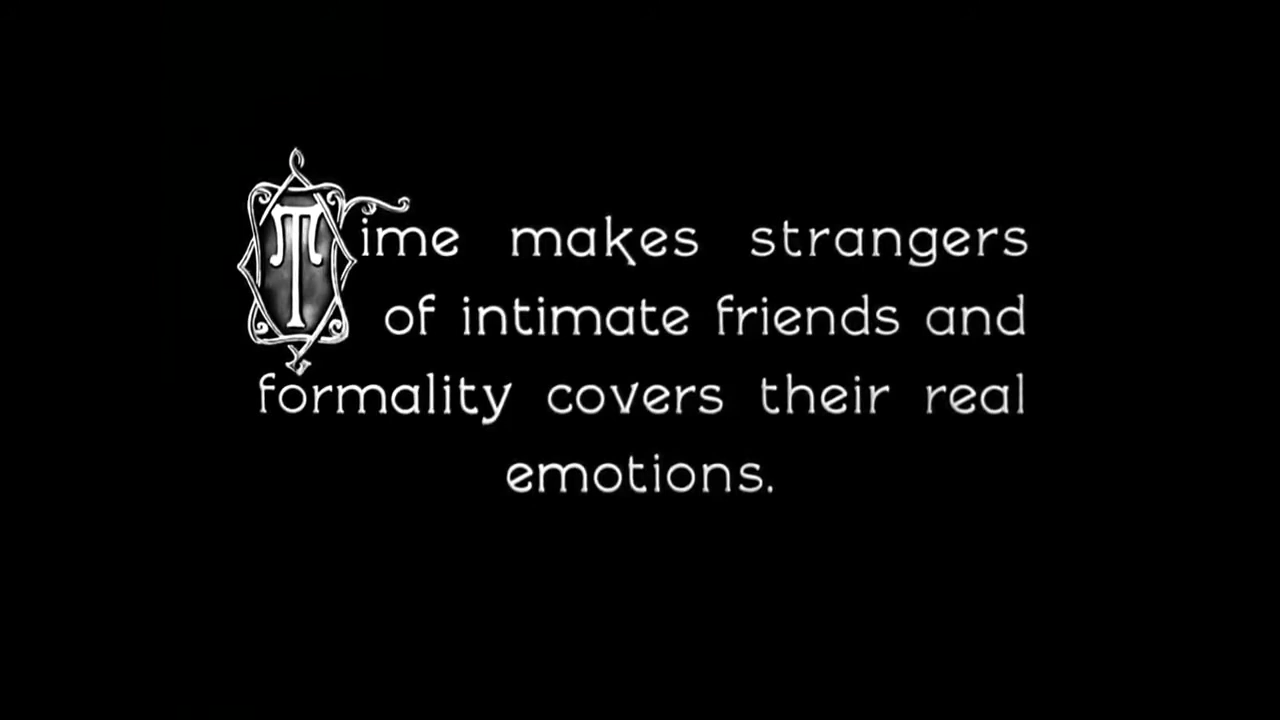 Time makes strangers
of intimate friends and
formality covers their real
emotions.